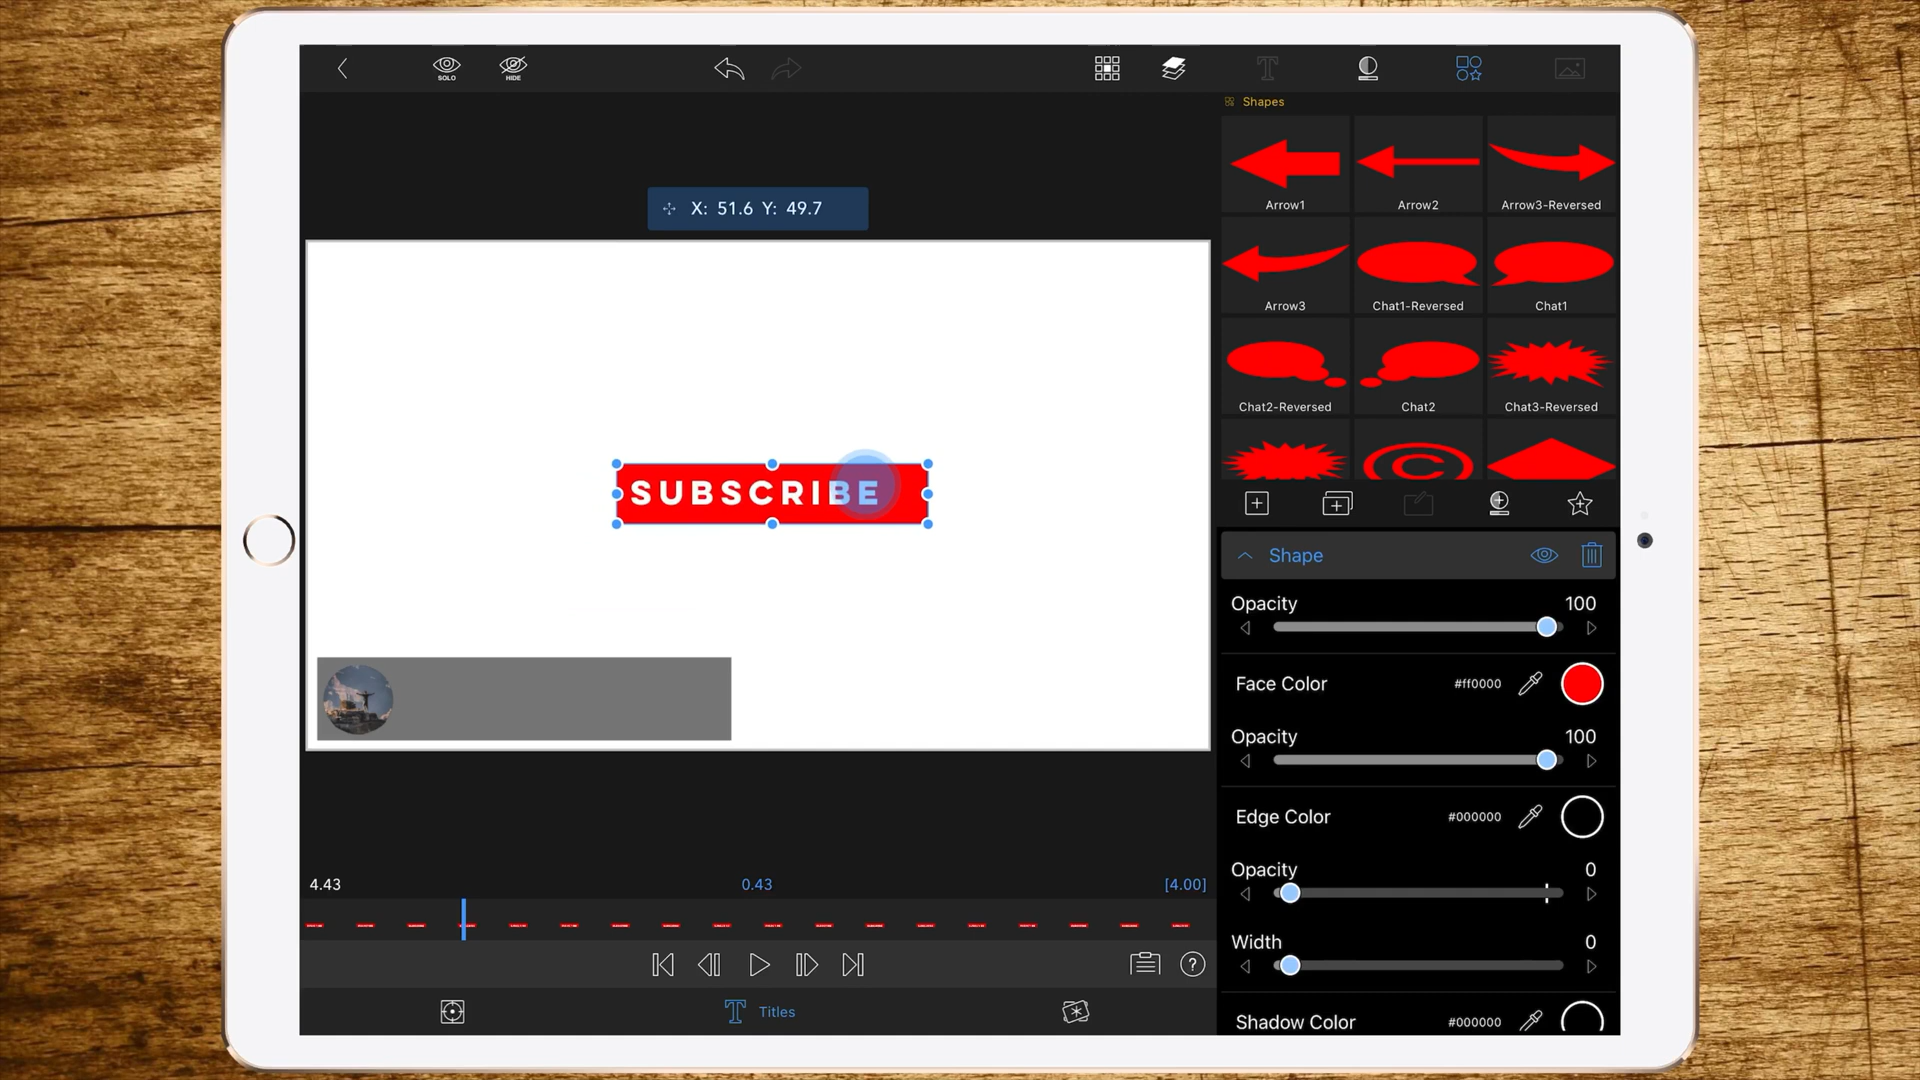 SOLO
HIDE
Shapes
Arrow1
Arrow2
Arrow3-Reversed
X: 51.6 Y: 49.7
Arrow3
Chat1-Reversed
Chat1
Chat2-Reversed
Chat2
Chat3-Reversed
C
SUBSCRIBE
Shape
Opacity 100
Face Color #ff0000
Opacity 100
Edge Color #000000
Opacity 0
4.43 0.43 [4.00]
Width 0
Titles
Shadow Color #000000